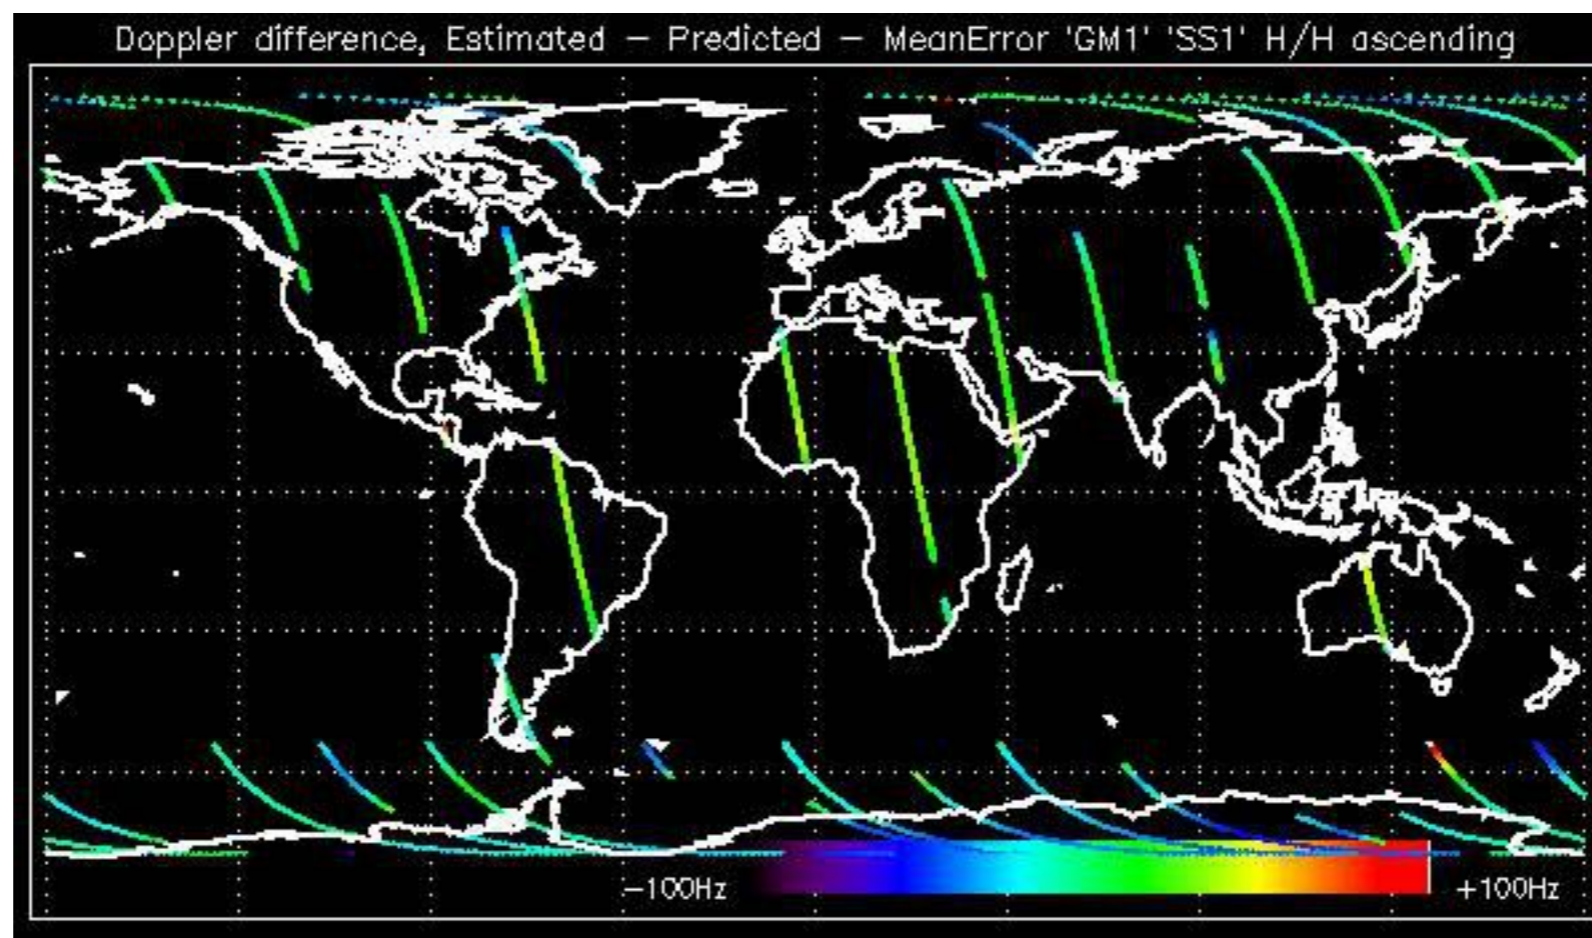 Doppler difference, Estimated – Predicted – MeanError 'GM1' 'SS1' H/H ascending
−100Hz
+100Hz